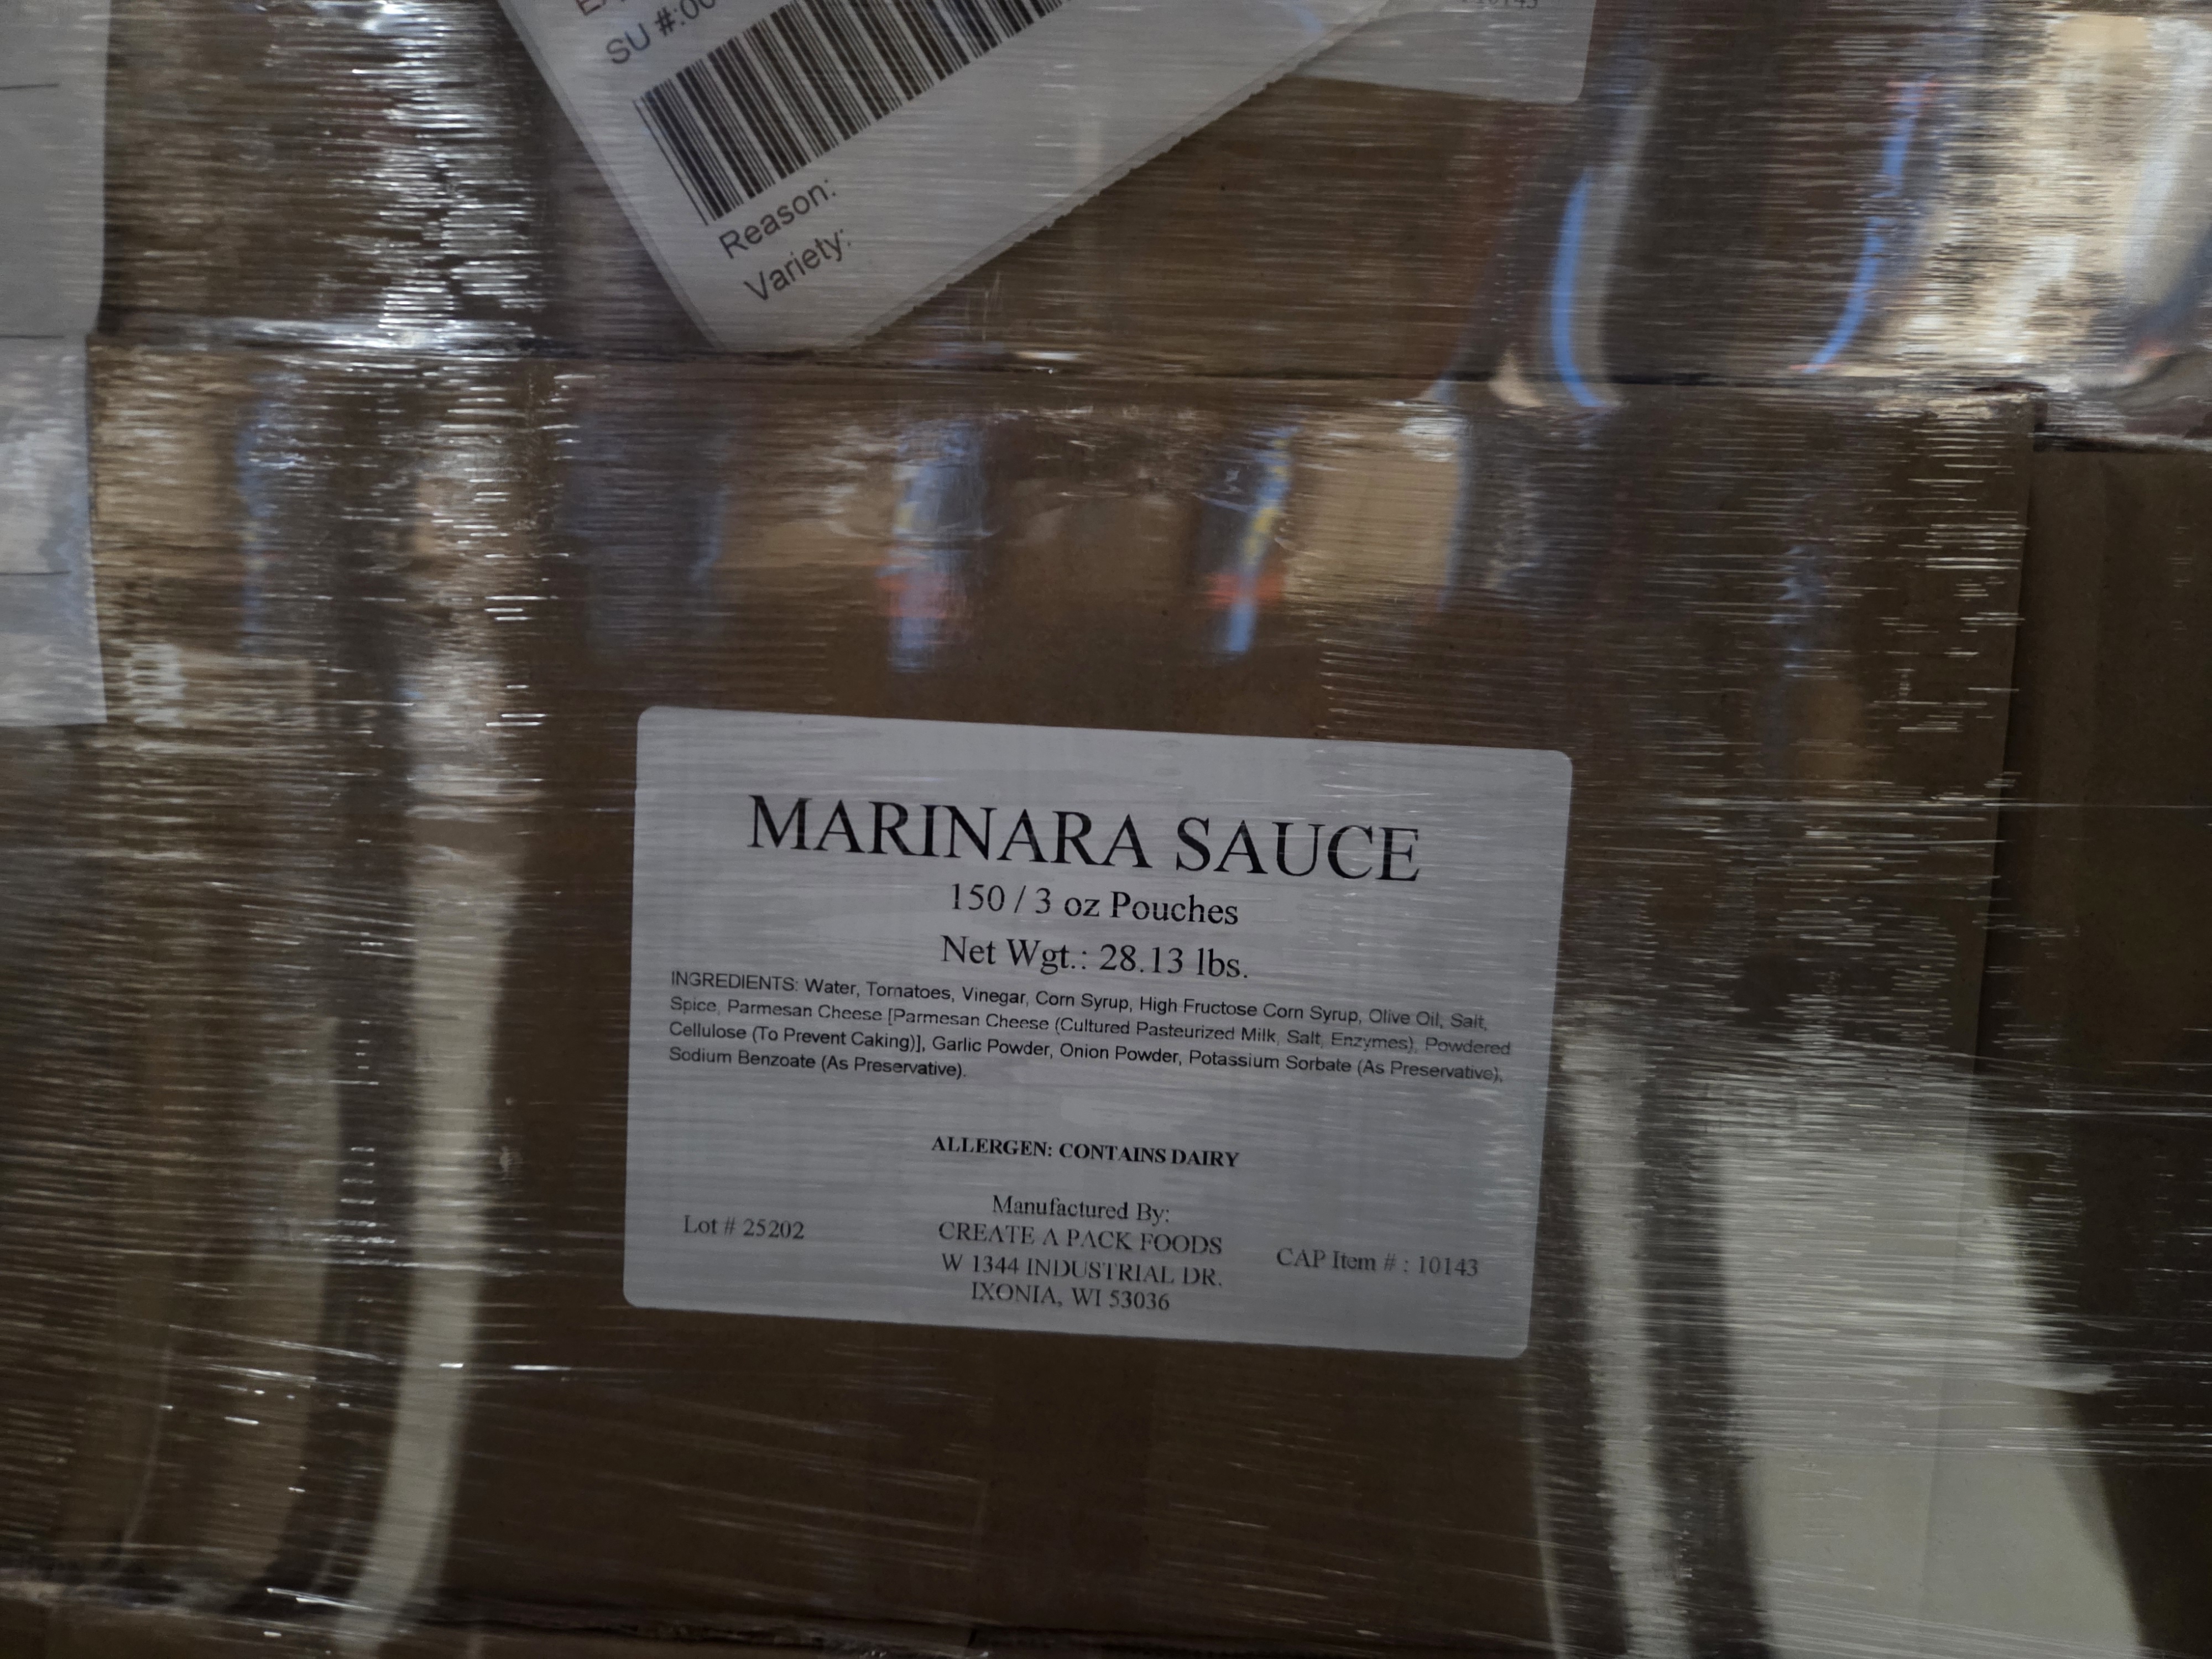 SU #:00
Reason:
Variety:
MARINARA SAUCE
150 / 3 oz Pouches
Net Wgt.: 28.13 lbs.
INGREDIENTS: Water, Tomatoes, Vinegar, Corn Syrup, High Fructose Corn Syrup, Olive Oil, Salt,
Spice, Parmesan Cheese [Parmesan Cheese (Cultured Pasteurized Milk, Salt, Enzymes), Powdered
Cellulose (To Prevent Caking)], Garlic Powder, Onion Powder, Potassium Sorbate (As Preservative),
Sodium Benzoate (As Preservative).
ALLERGEN: CONTAINS DAIRY
Manufactured By:
Lot # 25202 CREATE A PACK FOODS CAP Item # : 10143
W 1344 INDUSTRIAL DR.
IXONIA, WI 53036